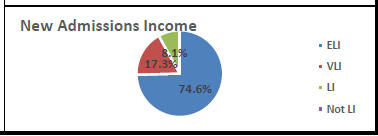 New Admissions Income
8.1%
17.3%
74.6%
ELI
VLI
LI
Not LI